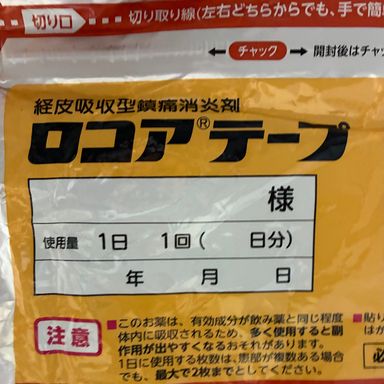 切り口 切り取り線(左右どちらからでも、手で簡
チャック 開封後はチャッ
経皮吸収型鎮痛消炎剤
ロコア®テープ
様
使用量 1日 1回( 日分)
年 月 日
注意
■このお薬は、有効成分が飲み薬と同じ程度
体内に吸収されるため、多く使用すると副
作用が出やすくなるおそれがあります。
1日に使用する枚数は、患部が複数ある場合
でも、最大で2枚までとしてください。
■貼り
はが
必